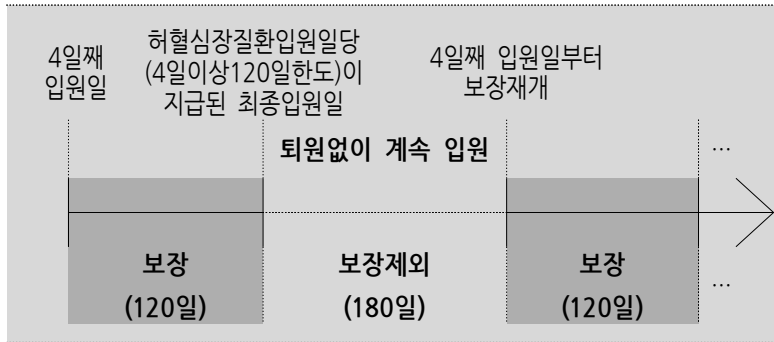 4일째
입원일
허혈심장질환입원일당
(4일이상120일한도)이
지급된 최종입원일
4일째 입원일부터
보장재개
퇴원없이 계속 입원
...
보장
(120일)
보장제외
(180일)
보장
(120일)
...